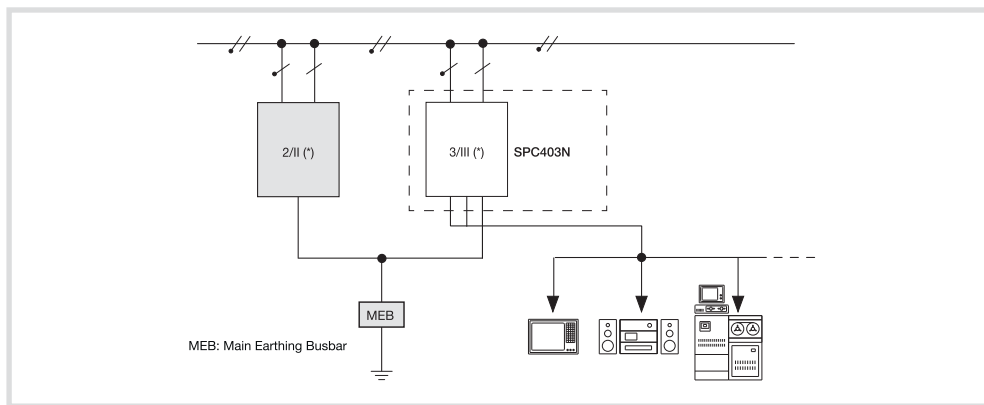 2/II (*)
3/III (*)
SPC403N
MEB
MEB: Main Earthing Busbar